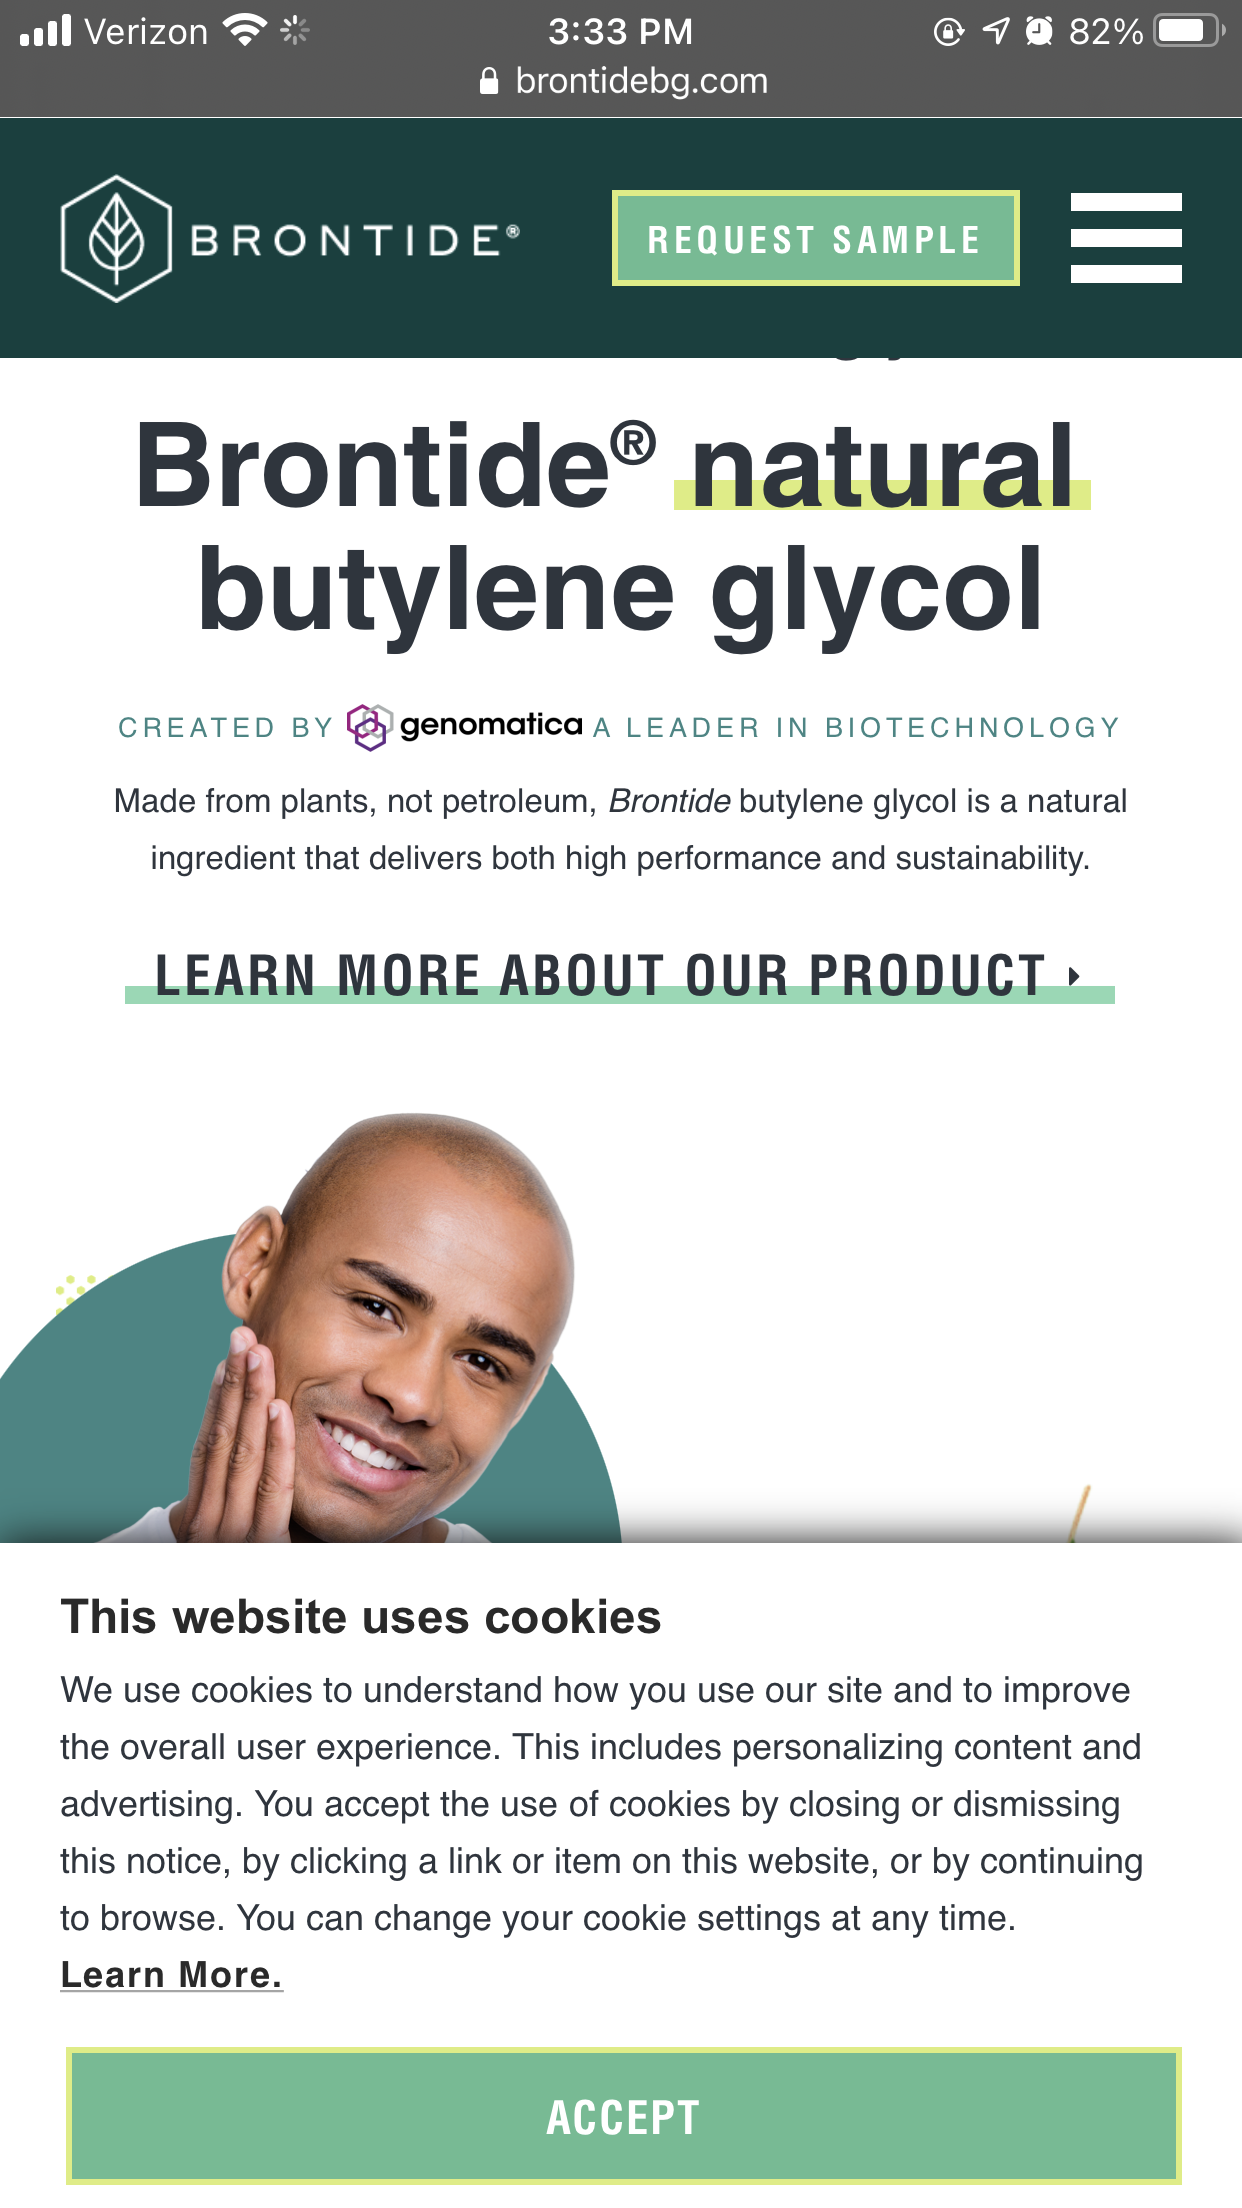 Verizon 3:33 PM 82%
brontidebg.com
BRONTIDE® REQUEST SAMPLE
Brontide® natural
butylene glycol
CREATED BY genomatica A LEADER IN BIOTECHNOLOGY
Made from plants, not petroleum, Brontide butylene glycol is a natural
ingredient that delivers both high performance and sustainability.
LEARN MORE ABOUT OUR PRODUCT
This website uses cookies
We use cookies to understand how you use our site and to improve
the overall user experience. This includes personalizing content and
advertising. You accept the use of cookies by closing or dismissing
this notice, by clicking a link or item on this website, or by continuing
to browse. You can change your cookie settings at any time.
Learn More.
ACCEPT